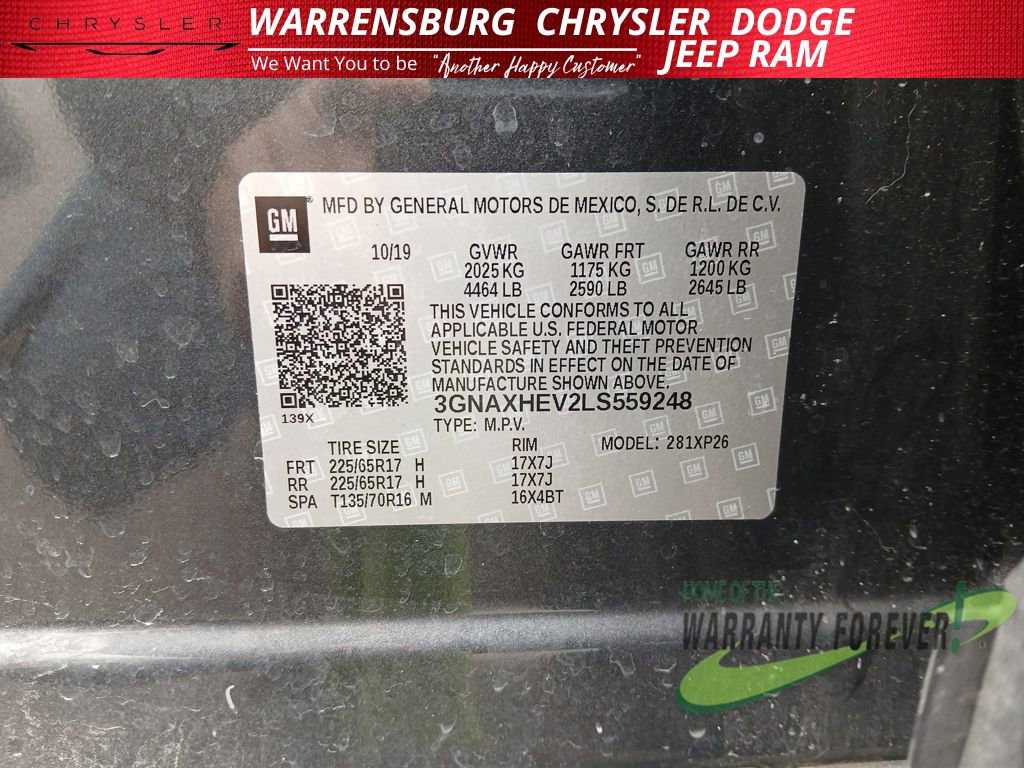 CHRYSLER
WARRENSBURG CHRYSLER DODGE
JEEP RAM
We Want You to be "Another Happy Customer"
GM
MFD BY GENERAL MOTORS DE MEXICO, S. DE R.L. DE C.V.
10/19 GVWR GAWR FRT GAWR RR
2025 KG 1175 KG 1200 KG
4464 LB 2590 LB 2645 LB
THIS VEHICLE CONFORMS TO ALL
APPLICABLE U.S. FEDERAL MOTOR
VEHICLE SAFETY AND THEFT PREVENTION
STANDARDS IN EFFECT ON THE DATE OF
MANUFACTURE SHOWN ABOVE.
3GNAXHEV2LS559248
139X
TYPE: M.P.V.
TIRE SIZE RIM MODEL: 281XP26
FRT 225/65R17 H 17X7J
RR 225/65R17 H 17X7J
SPA T135/70R16 M 16X4BT
HOME OF THE
WARRANTY FOREVER!